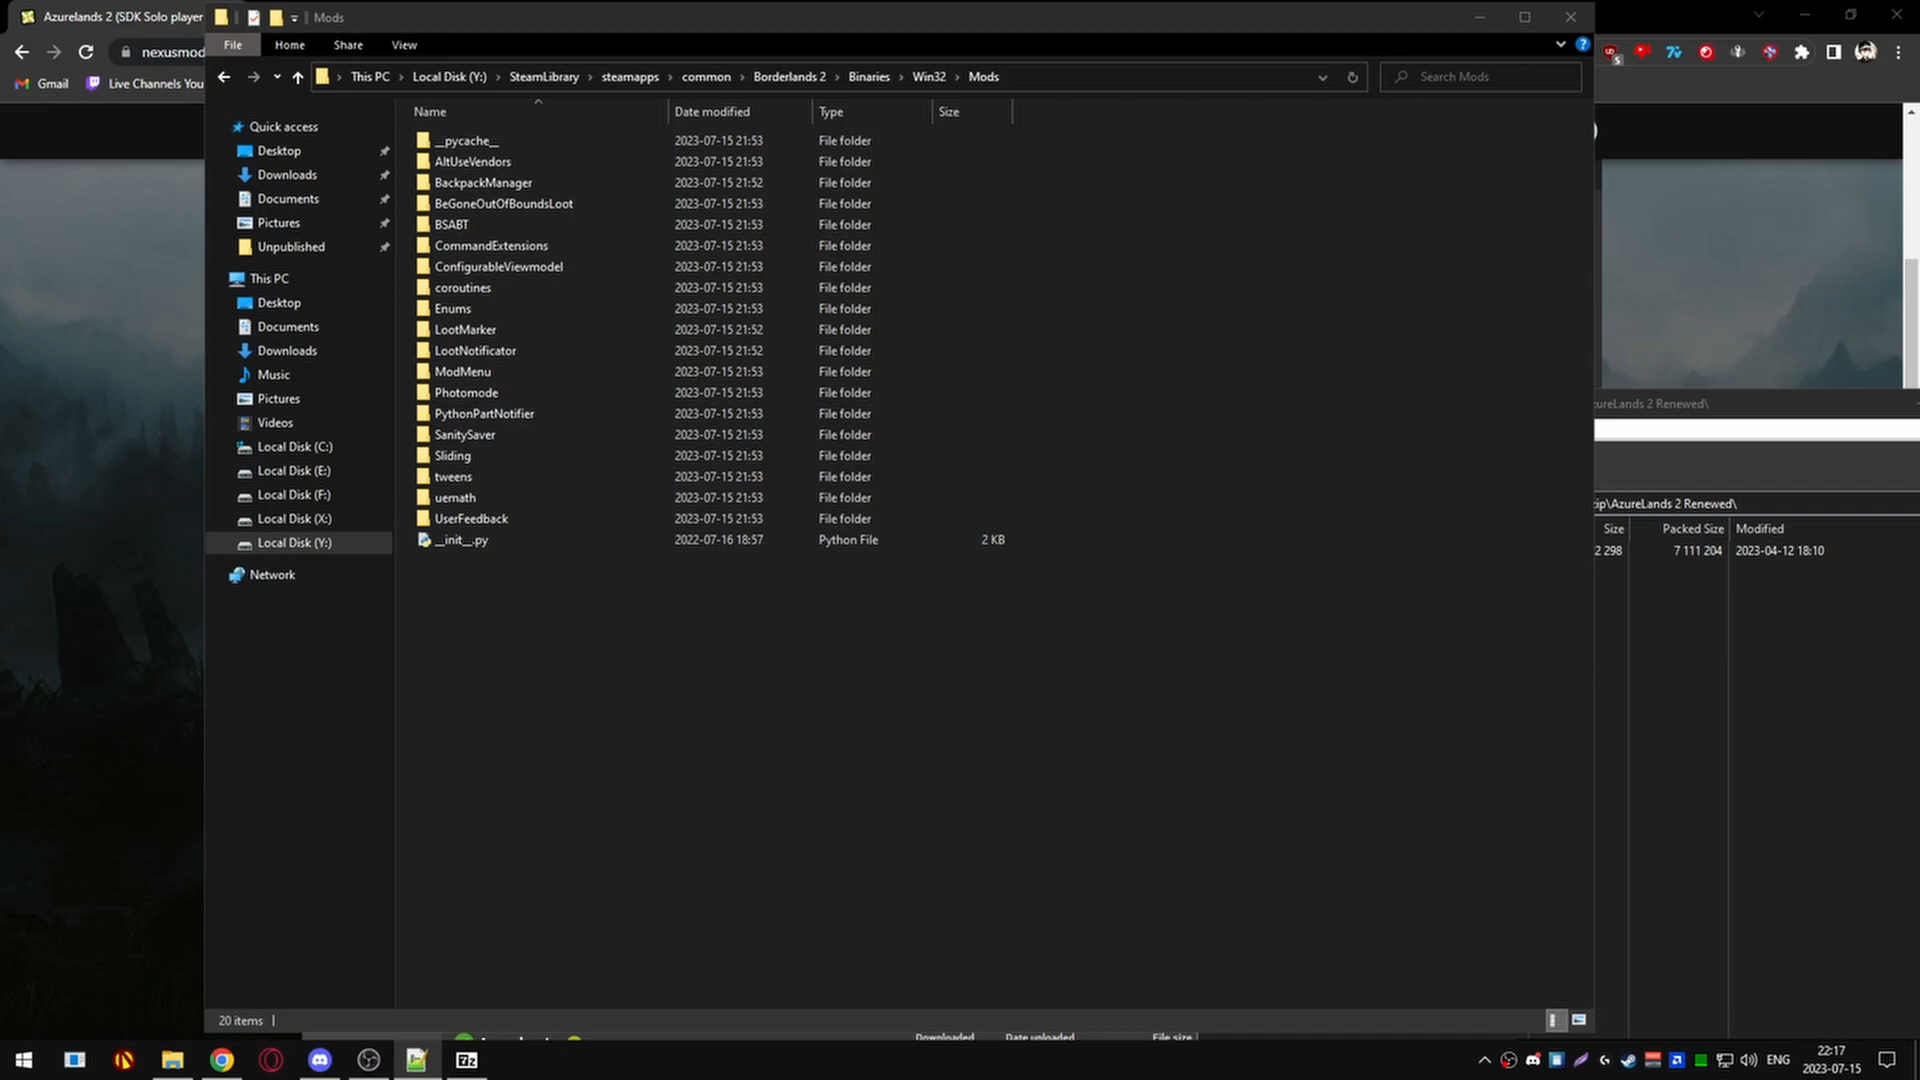 Azurelands 2 (SDK Solo player
Mods
File
Home
Share
View
nexusmod
Gmail
Live Channels You
This PC
Local Disk (Y:)
SteamLibrary
steamapps
common
Borderlands 2
Binaries
Win32
Mods
Search Mods
Name
Date modified
Type
Size
Quick access
Desktop
Downloads
Documents
Pictures
Unpublished
This PC
Desktop
Documents
Downloads
Music
Pictures
Videos
Local Disk (C:)
Local Disk (E:)
Local Disk (F:)
Local Disk (X:)
Local Disk (Y:)
Network
__pycache__ 2023-07-15 21:53 File folder
AltUseVendors 2023-07-15 21:53 File folder
BackpackManager 2023-07-15 21:52 File folder
BeGoneOutOfBoundsLoot 2023-07-15 21:53 File folder
BSABT 2023-07-15 21:53 File folder
CommandExtensions 2023-07-15 21:53 File folder
ConfigurableViewmodel 2023-07-15 21:53 File folder
coroutines 2023-07-15 21:53 File folder
Enums 2023-07-15 21:53 File folder
LootMarker 2023-07-15 21:52 File folder
LootNotificator 2023-07-15 21:52 File folder
ModMenu 2023-07-15 21:53 File folder
Photomode 2023-07-15 21:53 File folder
PythonPartNotifier 2023-07-15 21:53 File folder
SanitySaver 2023-07-15 21:53 File folder
Sliding 2023-07-15 21:53 File folder
tweens 2023-07-15 21:53 File folder
uemath 2023-07-15 21:53 File folder
UserFeedback 2023-07-15 21:53 File folder
__init__.py 2022-07-16 18:57 Python File 2 KB
ureLands 2 Renewed\
ip\AzureLands 2 Renewed\
Size Packed Size Modified
2 298 7 111 204 2023-04-12 18:10
20 items
Downloaded Date uploaded File size
ENG
22:17
2023-07-15